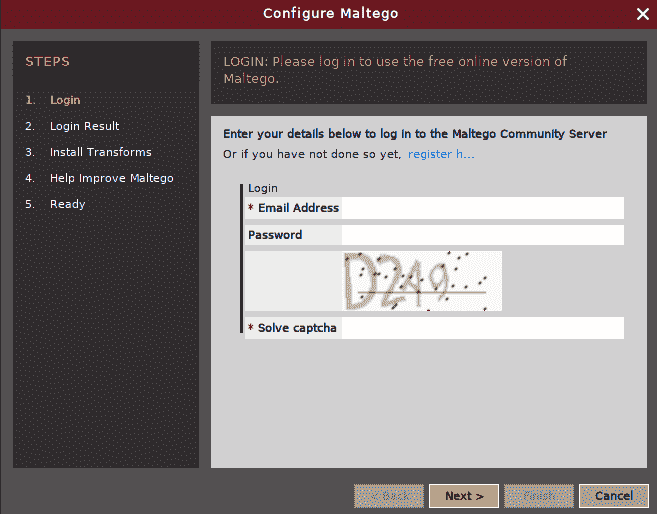 Configure Maltego
STEPS
1. Login
2. Login Result
3. Install Transforms
4. Help Improve Maltego
5. Ready
LOGIN: Please log in to use the free online version of
Maltego.
Enter your details below to log in to the Maltego Community Server
Or if you have not done so yet, register h...
Login
* Email Address
Password
* Solve captcha
< Back Next > Finish Cancel